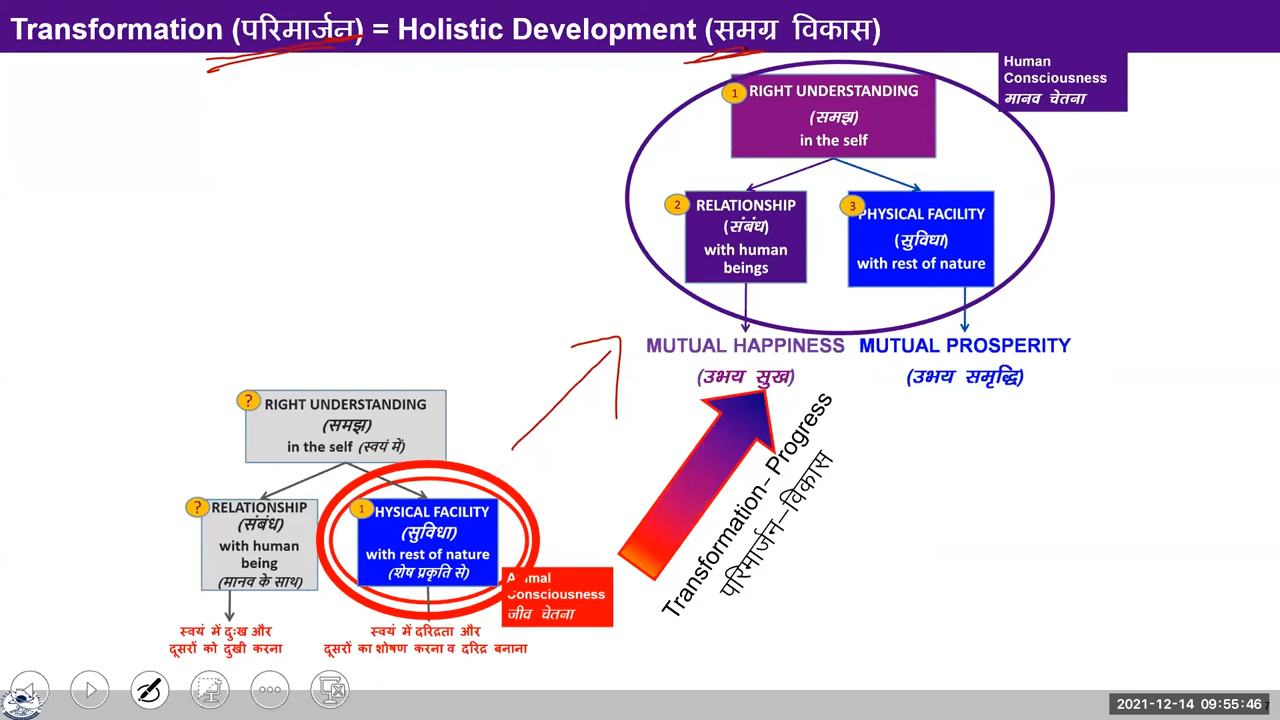 Transformation (परिमार्जन) = Holistic Development (समग्र विकास)
Human
Consciousness
मानव चेतना
1
RIGHT UNDERSTANDING
(समझ)
in the self
2
RELATIONSHIP
(संबंध)
with human
beings
3
PHYSICAL FACILITY
(सुविधा)
with rest of nature
MUTUAL HAPPINESS
(उभय सुख)
MUTUAL PROSPERITY
(उभय समृद्धि)
?
RIGHT UNDERSTANDING
(समझ)
in the self (स्वयं में)
?
RELATIONSHIP
(संबंध)
with human
being
(मानव के साथ)
1
HYSICAL FACILITY
(सुविधा)
with rest of nature
(शेष प्रकृति से)
Animal
Consciousness
जीव चेतना
स्वयं में दुःख और
दूसरों को दुखी करना
स्वयं में दरिद्रता और
दूसरों का शोषण करना व दरिद्र बनाना
Transformation– Progress
परिमार्जन–विकास
2021-12-14 09:55:46
7